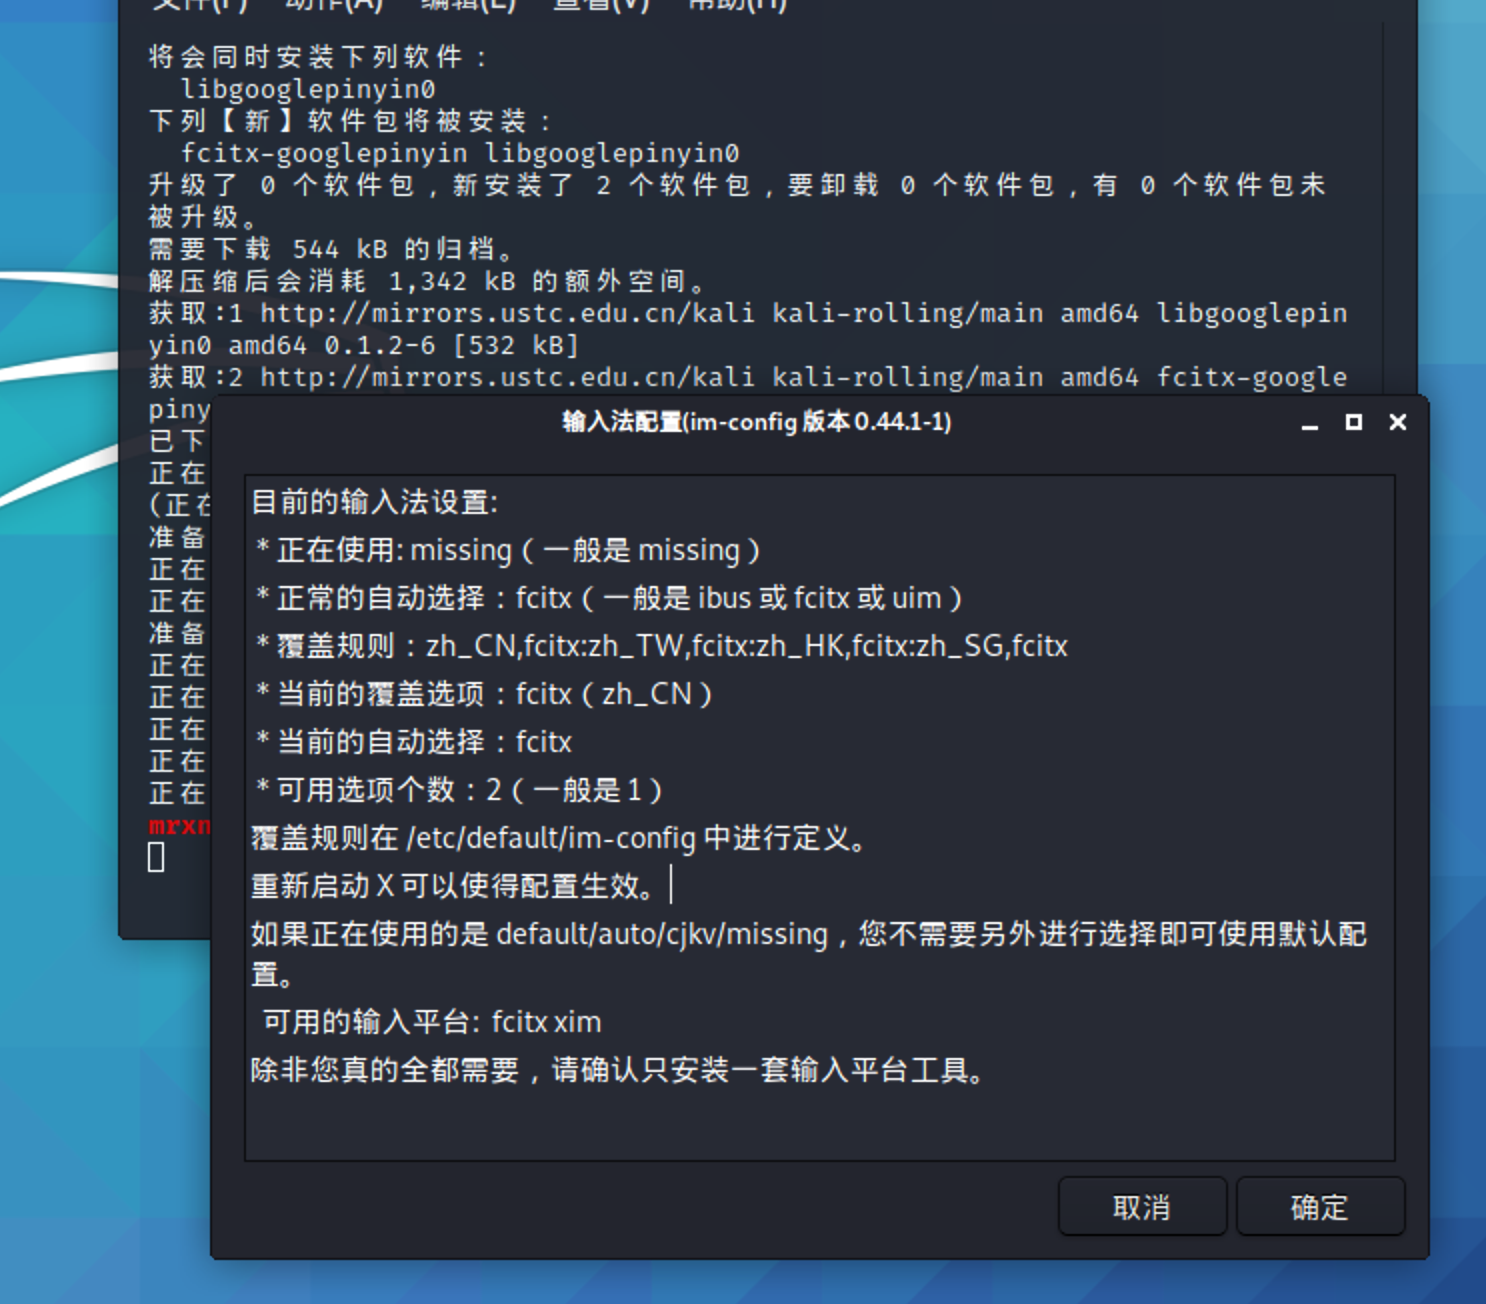 文件(F) 动作(A) 编辑(E) 查看(V) 帮助(H)
将会同时安装下列软件：
libgooglepinyin0
下列【新】软件包将被安装：
fcitx-googlepinyin libgooglepinyin0
升级了 0 个软件包，新安装了 2 个软件包，要卸载 0 个软件包，有 0 个软件包未
被升级。
需要下载 544 kB 的归档。
解压缩后会消耗 1,342 kB 的额外空间。
获取:1 http://mirrors.ustc.edu.cn/kali kali-rolling/main amd64 libgooglepin
yin0 amd64 0.1.2-6 [532 kB]
获取:2 http://mirrors.ustc.edu.cn/kali kali-rolling/main amd64 fcitx-google
piny
已下
正在
(正在
准备
正在
正在
准备
正在
正在
正在
正在
正在
mrxn
输入法配置(im-config 版本 0.44.1-1)
目前的输入法设置:
* 正在使用: missing（一般是 missing）
* 正常的自动选择：fcitx（一般是 ibus 或 fcitx 或 uim）
* 覆盖规则：zh_CN,fcitx:zh_TW,fcitx:zh_HK,fcitx:zh_SG,fcitx
* 当前的覆盖选项：fcitx（zh_CN）
* 当前的自动选择：fcitx
* 可用选项个数：2（一般是 1）
覆盖规则在 /etc/default/im-config 中进行定义。
重新启动 X 可以使得配置生效。
如果正在使用的是 default/auto/cjkv/missing，您不需要另外进行选择即可使用默认配
置。
可用的输入平台: fcitx xim
除非您真的全都需要，请确认只安装一套输入平台工具。
取消 确定